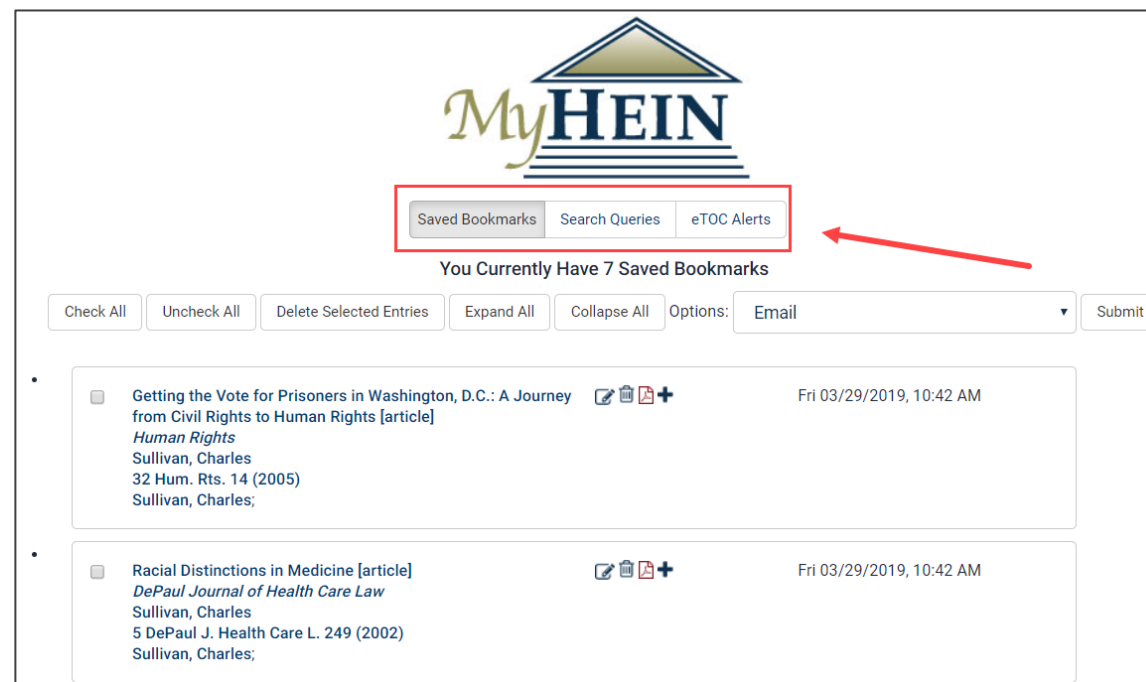 MyHEIN
Saved Bookmarks Search Queries eTOC Alerts
You Currently Have 7 Saved Bookmarks
Check All Uncheck All Delete Selected Entries Expand All Collapse All Options: Email Submit
Getting the Vote for Prisoners in Washington, D.C.: A Journey Fri 03/29/2019, 10:42 AM
from Civil Rights to Human Rights [article]
Human Rights
Sullivan, Charles
32 Hum. Rts. 14 (2005)
Sullivan, Charles;
Racial Distinctions in Medicine [article] Fri 03/29/2019, 10:42 AM
DePaul Journal of Health Care Law
Sullivan, Charles
5 DePaul J. Health Care L. 249 (2002)
Sullivan, Charles;